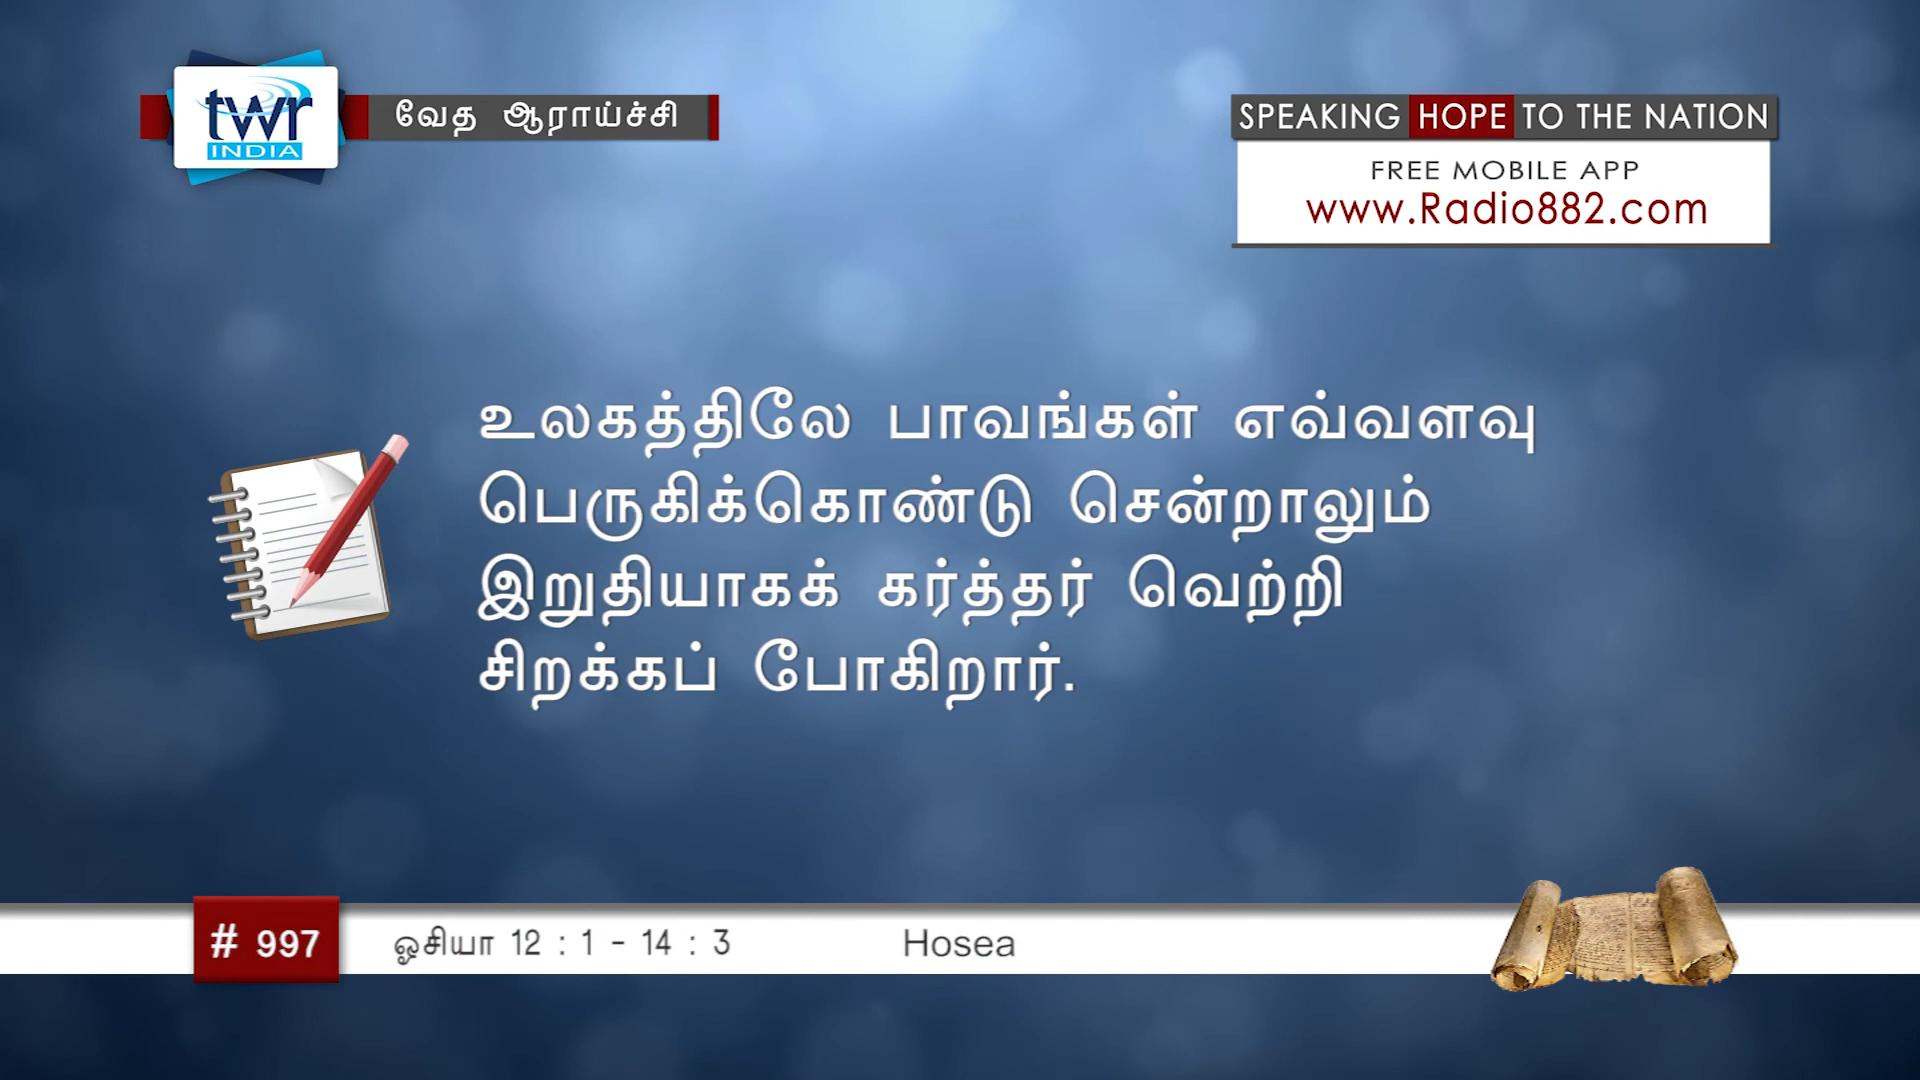 twr
INDIA
வேத ஆராய்ச்சி
SPEAKING HOPE TO THE NATION
FREE MOBILE APP
www.Radio882.com
உலகத்திலே பாவங்கள் எவ்வளவு
பெருகிக்கொண்டு சென்றாலும்
இறுதியாகக் கர்த்தர் வெற்றி
சிறக்கப் போகிறார்.
# 997 ஓசியா 12 : 1 - 14 : 3 Hosea